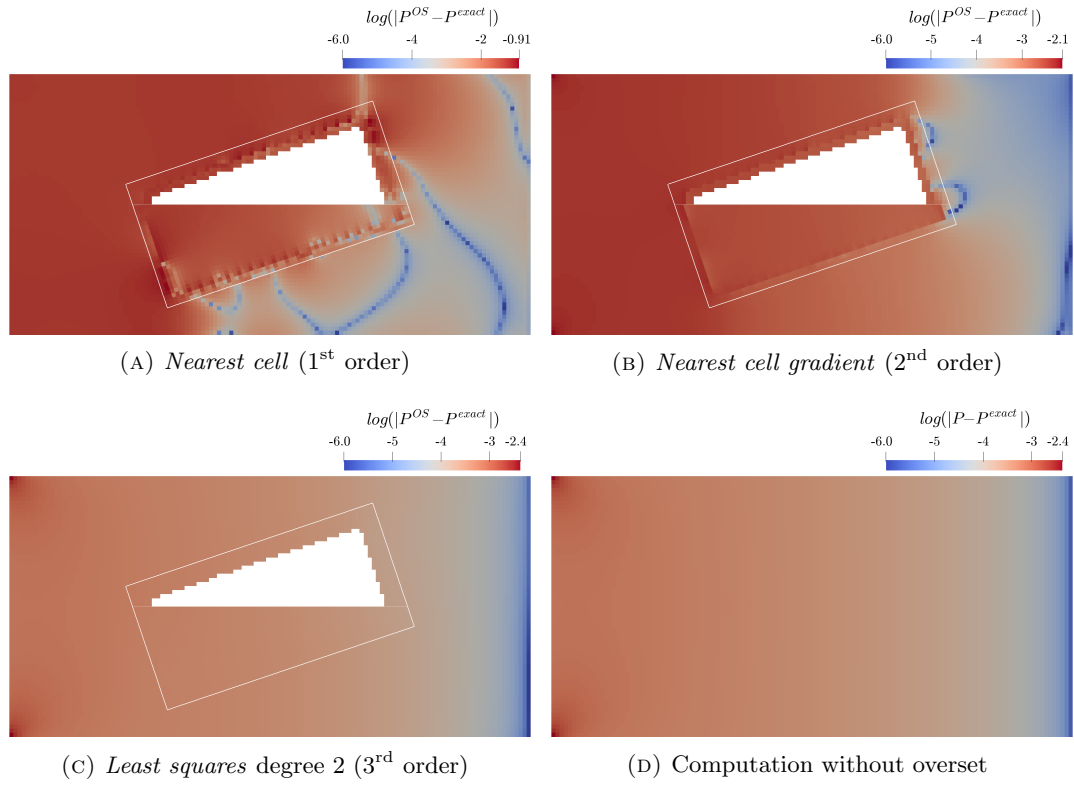 log(|P^OS−P^exact|)
-6.0 -4 -2 -0.91
log(|P^OS−P^exact|)
-6.0 -5 -4 -3 -2.1
(A) Nearest cell (1st order)
(B) Nearest cell gradient (2nd order)
log(|P^OS−P^exact|)
-6.0 -5 -4 -3 -2.4
log(|P−P^exact|)
-6.0 -5 -4 -3 -2.4
(C) Least squares degree 2 (3rd order)
(D) Computation without overset